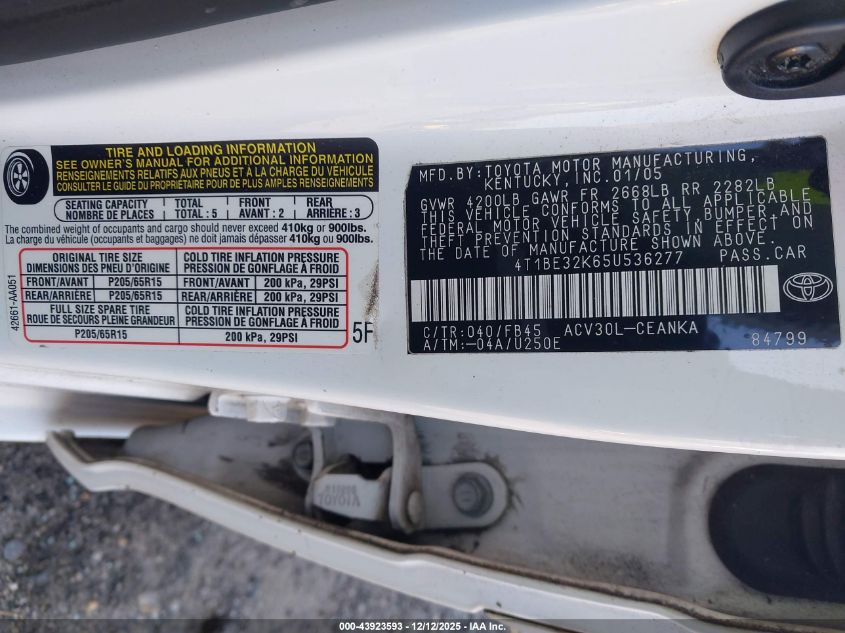 TIRE AND LOADING INFORMATION
SEE OWNER'S MANUAL FOR ADDITIONAL INFORMATION
RENSEIGNEMENTS RELATIFS AUX PNEUS ET À LA CHARGE DU VÉHICULE
CONSULTER LE GUIDE DU PROPRIETAIRE POUR DE PLUS AMPLES RENSEIGNEMENTS
SEATING CAPACITY TOTAL FRONT REAR
NOMBRE DE PLACES TOTAL : 5 AVANT : 2 ARRIÈRE : 3
The combined weight of occupants and cargo should never exceed 410kg or 900lbs.
La charge du véhicule (occupants et bagages) ne doit jamais dépasser 410kg ou 900lbs.
ORIGINAL TIRE SIZE COLD TIRE INFLATION PRESSURE
DIMENSIONS DES PNEU D'ORIGINE PRESSION DE GONFLAGE À FROID
FRONT/AVANT P205/65R15 FRONT/AVANT 200 kPa, 29PSI
REAR/ARRIÈRE P205/65R15 REAR/ARRIÈRE 200 kPa, 29PSI
FULL SIZE SPARE TIRE COLD TIRE INFLATION PRESSURE
ROUE DE SECOURS PLEINE GRANDEUR PRESSION DE GONFLAGE À FROID
P205/65R15 200 kPa, 29PSI
42661-AA051
5F
MFD.BY:TOYOTA MOTOR MANUFACTURING,
KENTUCKY, INC.01/05
GVWR 4200LB GAWR FR 2668LB RR 2282LB
THIS VEHICLE CONFORMS TO ALL APPLICABLE
FEDERAL MOTOR VEHICLE SAFETY,BUMPER,AND
THEFT PREVENTION STANDARDS IN EFFECT ON
THE DATE OF MANUFACTURE SHOWN ABOVE.
4T1BE32K65U536277 PASS.CAR
TOYOTA
C/TR:040/FB45 ACV30L-CEANKA
A/TM:-04A/U250E 84799
TOYOTA
000-43923593 - 12/12/2025 - IAA Inc.